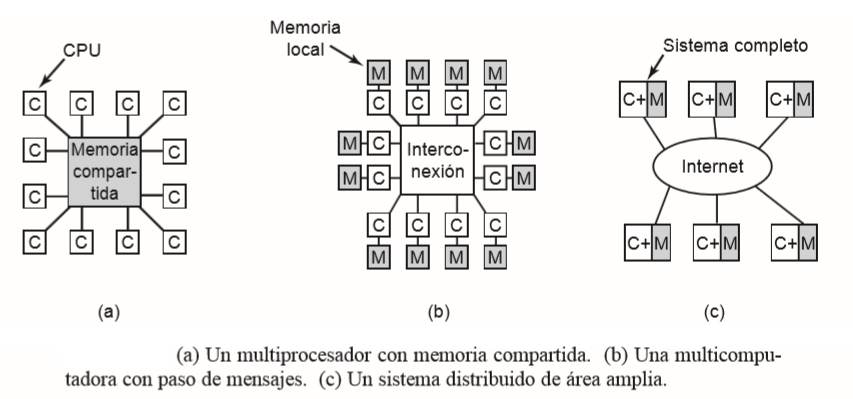 CPU
C C C C
C Memoria C
compar-
C tida C
C C C C
(a)
Memoria
local
M M M M
C C C C
M C Interco- C M
M C nexión C M
C C C C
M M M M
(b)
Sistema completo
C+M C+M C+M
Internet
C+M C+M C+M
(c)
(a) Un multiprocesador con memoria compartida. (b) Una multicompu-
tadora con paso de mensajes. (c) Un sistema distribuido de área amplia.